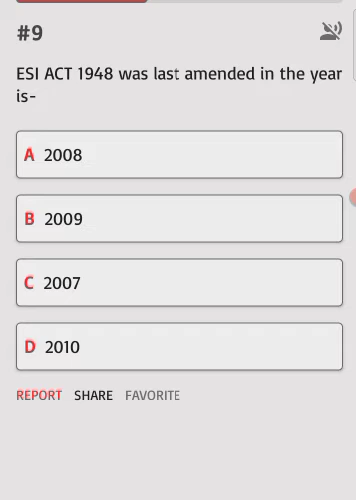 #9
ESI ACT 1948 was last amended in the year
is-
A 2008
B 2009
C 2007
D 2010
REPORT SHARE FAVORITE